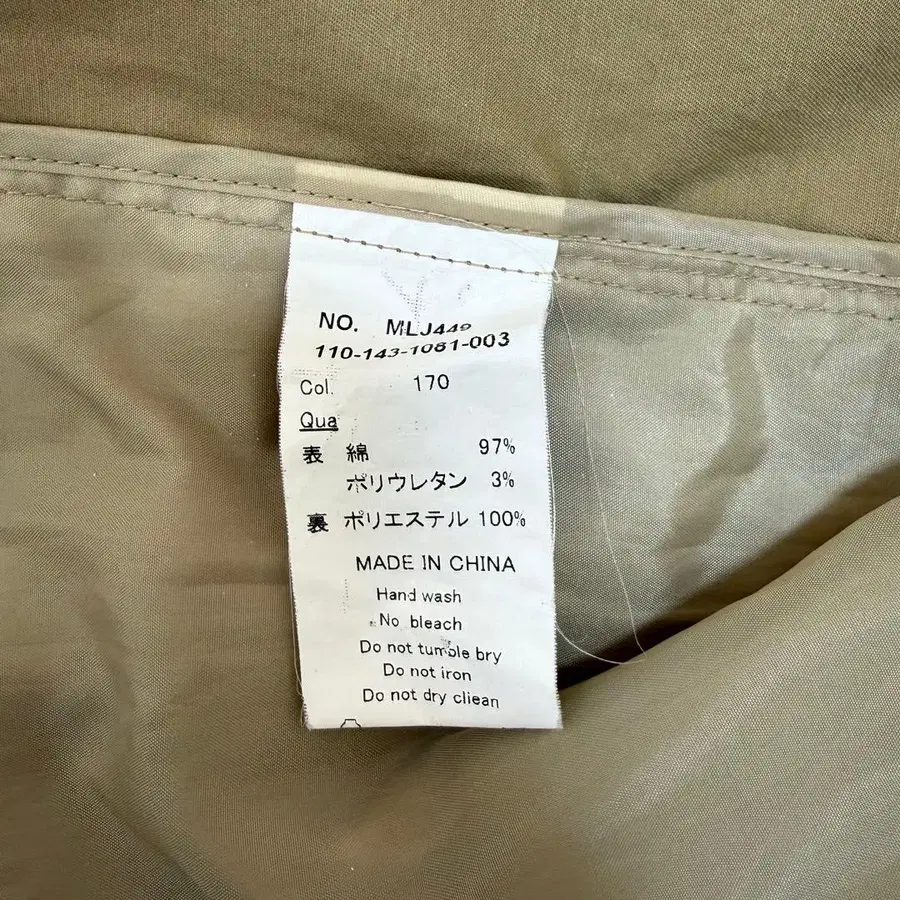 NO. MLJ449
110-143-1081-003
Col. 170
Qua
表 綿 97%
ポリウレタン 3%
裏 ポリエステル 100%
MADE IN CHINA
Hand wash
No bleach
Do not tumble bry
Do not iron
Do not dry cliean